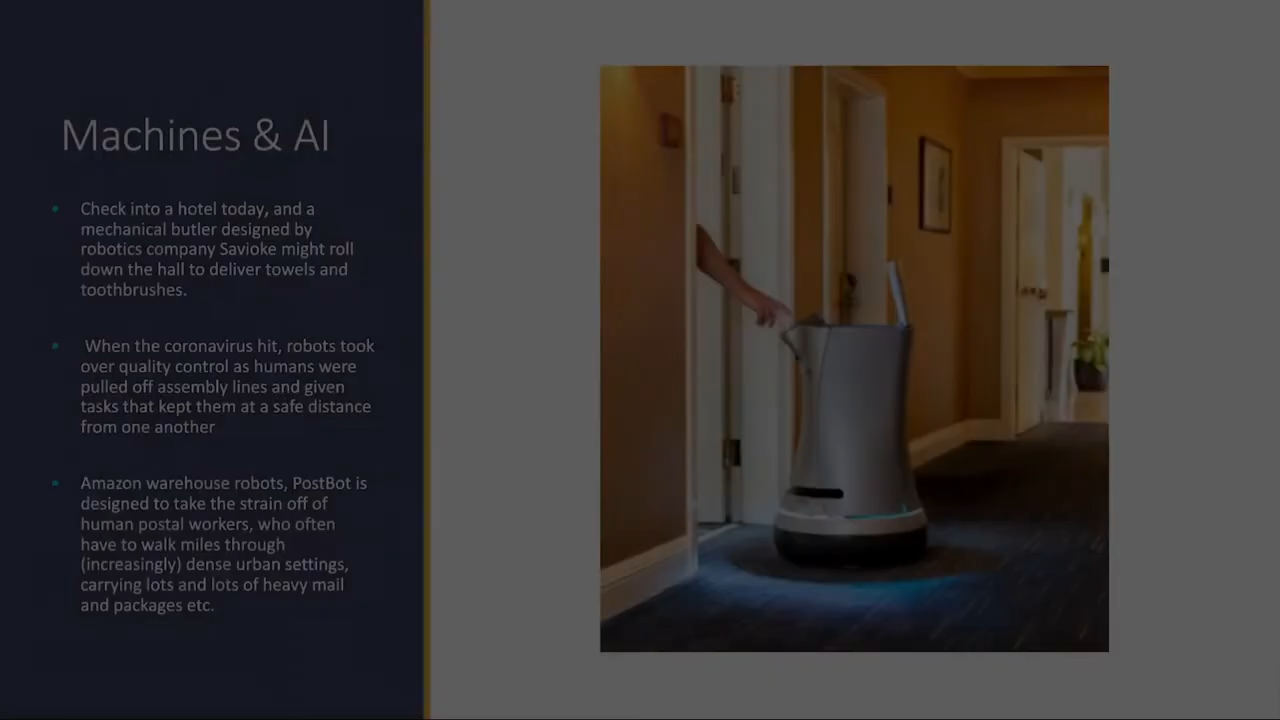 Machines & AI
Check into a hotel today, and a
mechanical butler designed by
robotics company Savioke might roll
down the hall to deliver towels and
toothbrushes.
When the coronavirus hit, robots took
over quality control as humans were
pulled off assembly lines and given
tasks that kept them at a safe distance
from one another
Amazon warehouse robots, PostBot is
designed to take the strain off of
human postal workers, who often
have to walk miles through
(increasingly) dense urban settings,
carrying lots and lots of heavy mail
and packages etc.